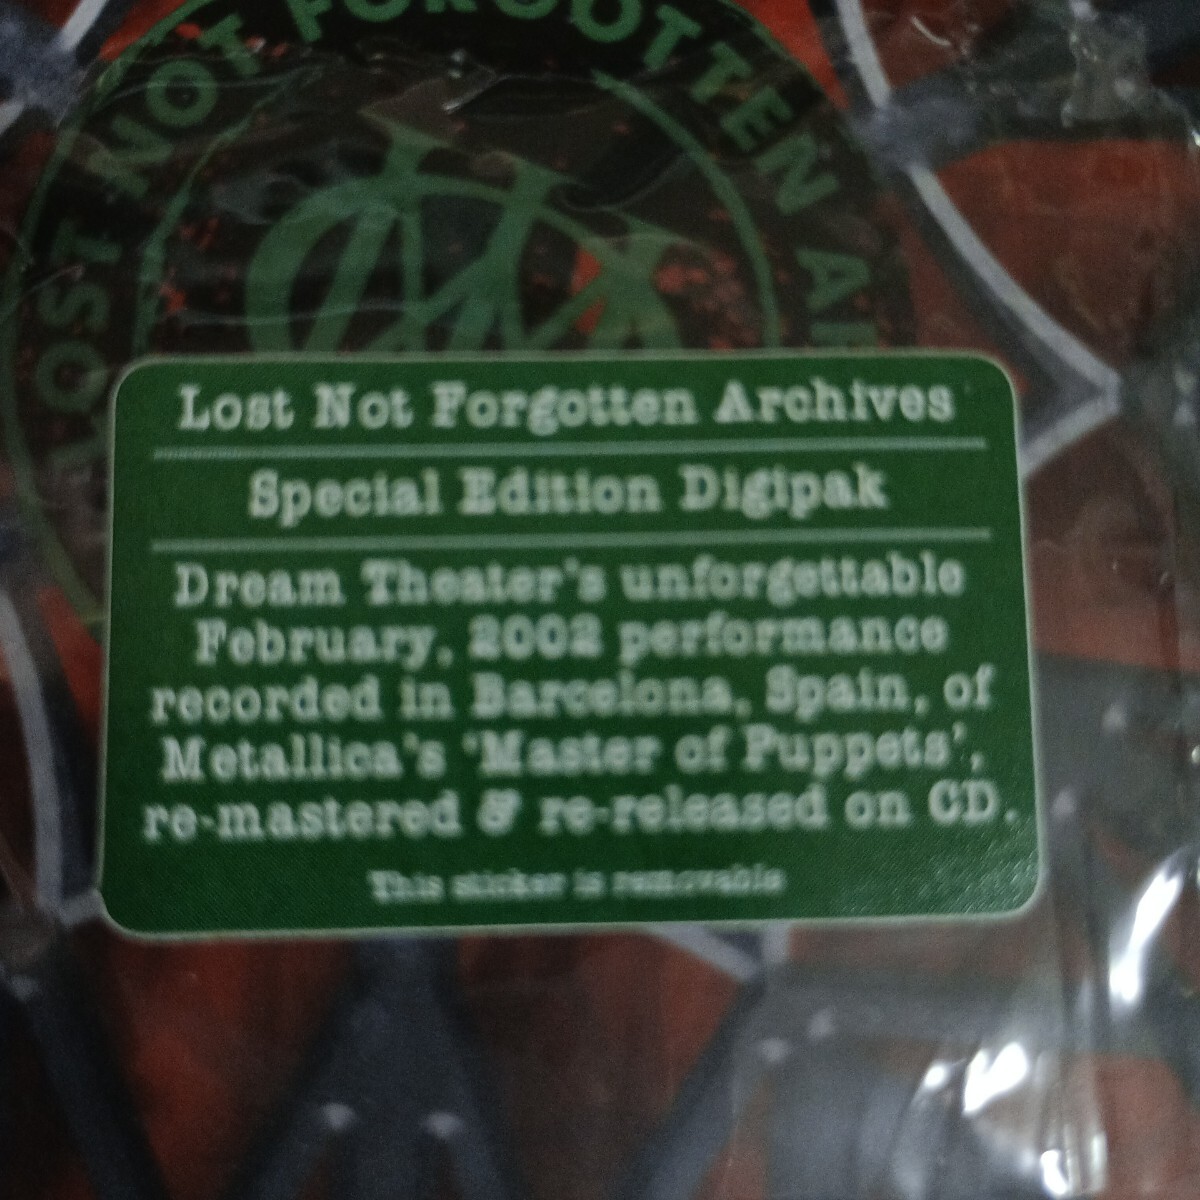 LOST NOT FORGOTTEN
Lost Not Forgotten Archives
Special Edition Digipak
Dream Theater's unforgettable
February, 2002 performance
recorded in Barcelona, Spain, of
Metallica's 'Master of Puppets',
re-mastered & re-released on CD.
This sticker is removable